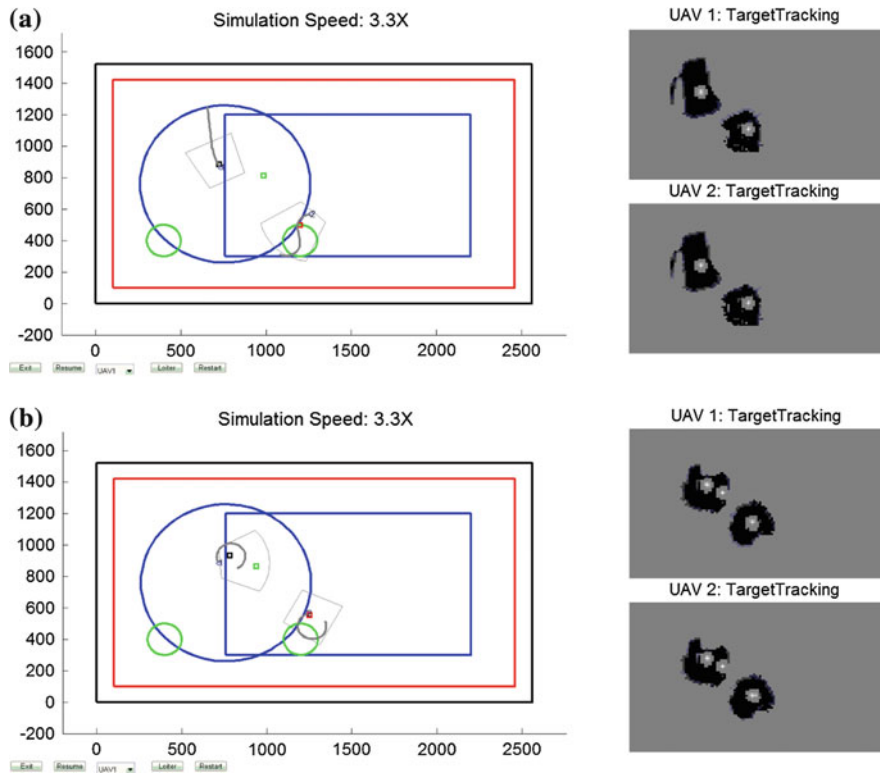 (a)
Simulation Speed: 3.3X
1600
1400
1200
1000
800
600
400
200
0
-200
0 500 1000 1500 2000 2500
Exit Resume UAV1 Loiter Restart
UAV 1: TargetTracking
UAV 2: TargetTracking
(b)
Simulation Speed: 3.3X
1600
1400
1200
1000
800
600
400
200
0
-200
0 500 1000 1500 2000 2500
Exit Resume UAV1 Loiter Restart
UAV 1: TargetTracking
UAV 2: TargetTracking